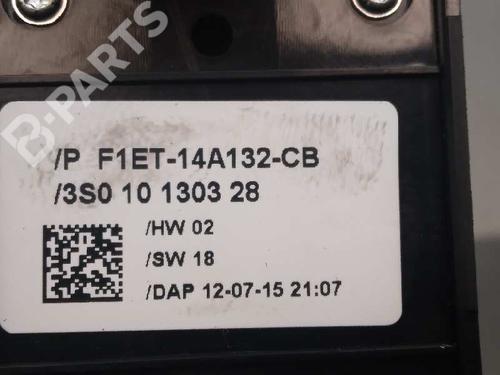 B-PARTS
/P F1ET-14A132-CB
/3S0 10 1303 28
/HW 02
/SW 18
/DAP 12-07-15 21:07